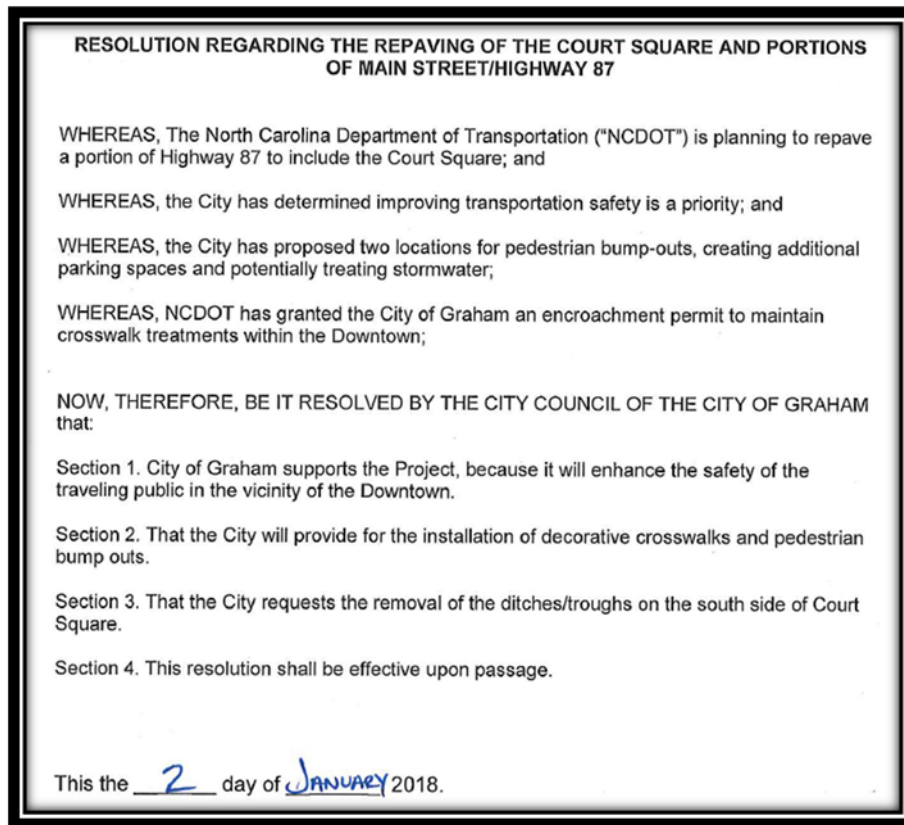 RESOLUTION REGARDING THE REPAVING OF THE COURT SQUARE AND PORTIONS
OF MAIN STREET/HIGHWAY 87
WHEREAS, The North Carolina Department of Transportation ("NCDOT") is planning to repave
a portion of Highway 87 to include the Court Square; and
WHEREAS, the City has determined improving transportation safety is a priority; and
WHEREAS, the City has proposed two locations for pedestrian bump-outs, creating additional
parking spaces and potentially treating stormwater;
WHEREAS, NCDOT has granted the City of Graham an encroachment permit to maintain
crosswalk treatments within the Downtown;
NOW, THEREFORE, BE IT RESOLVED BY THE CITY COUNCIL OF THE CITY OF GRAHAM
that:
Section 1. City of Graham supports the Project, because it will enhance the safety of the
traveling public in the vicinity of the Downtown.
Section 2. That the City will provide for the installation of decorative crosswalks and pedestrian
bump outs.
Section 3. That the City requests the removal of the ditches/troughs on the south side of Court
Square.
Section 4. This resolution shall be effective upon passage.
This the 2 day of JANUARY 2018.